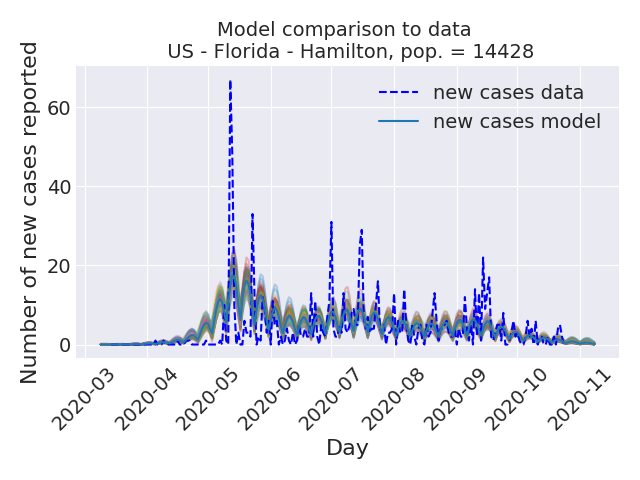 Model comparison to data
US - Florida - Hamilton, pop. = 14428
Number of new cases reported
60
40
20
0
new cases data
new cases model
2020-03
2020-04
2020-05
2020-06
2020-07
2020-08
2020-09
2020-10
2020-11
Day